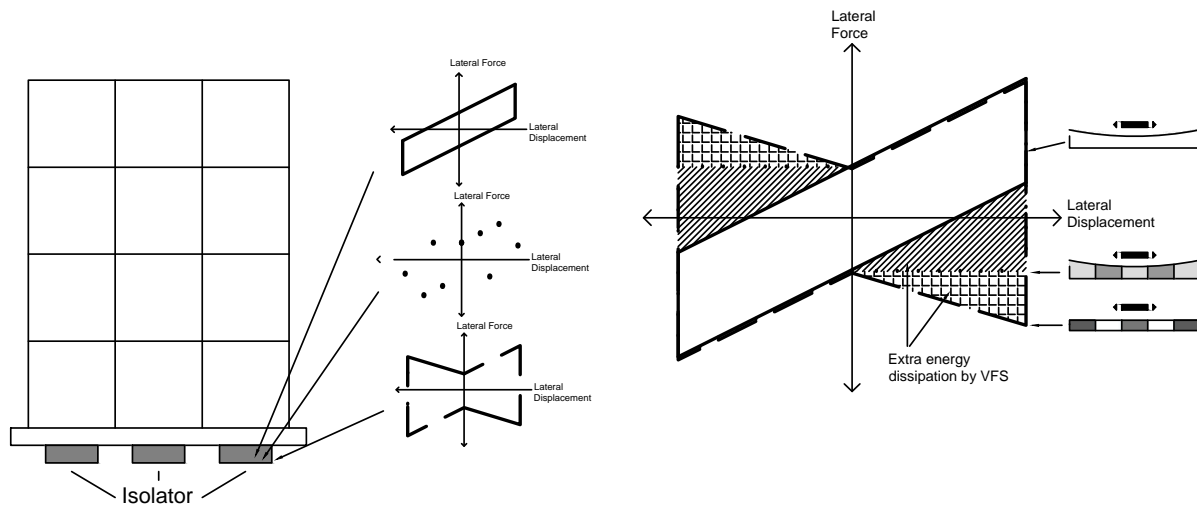 Lateral Force
Lateral
Displacement
Lateral Force
Lateral
Displacement
Lateral Force
Lateral
Displacement
Isolator
Lateral
Force
Lateral
Displacement
Extra energy
dissipation by VFS